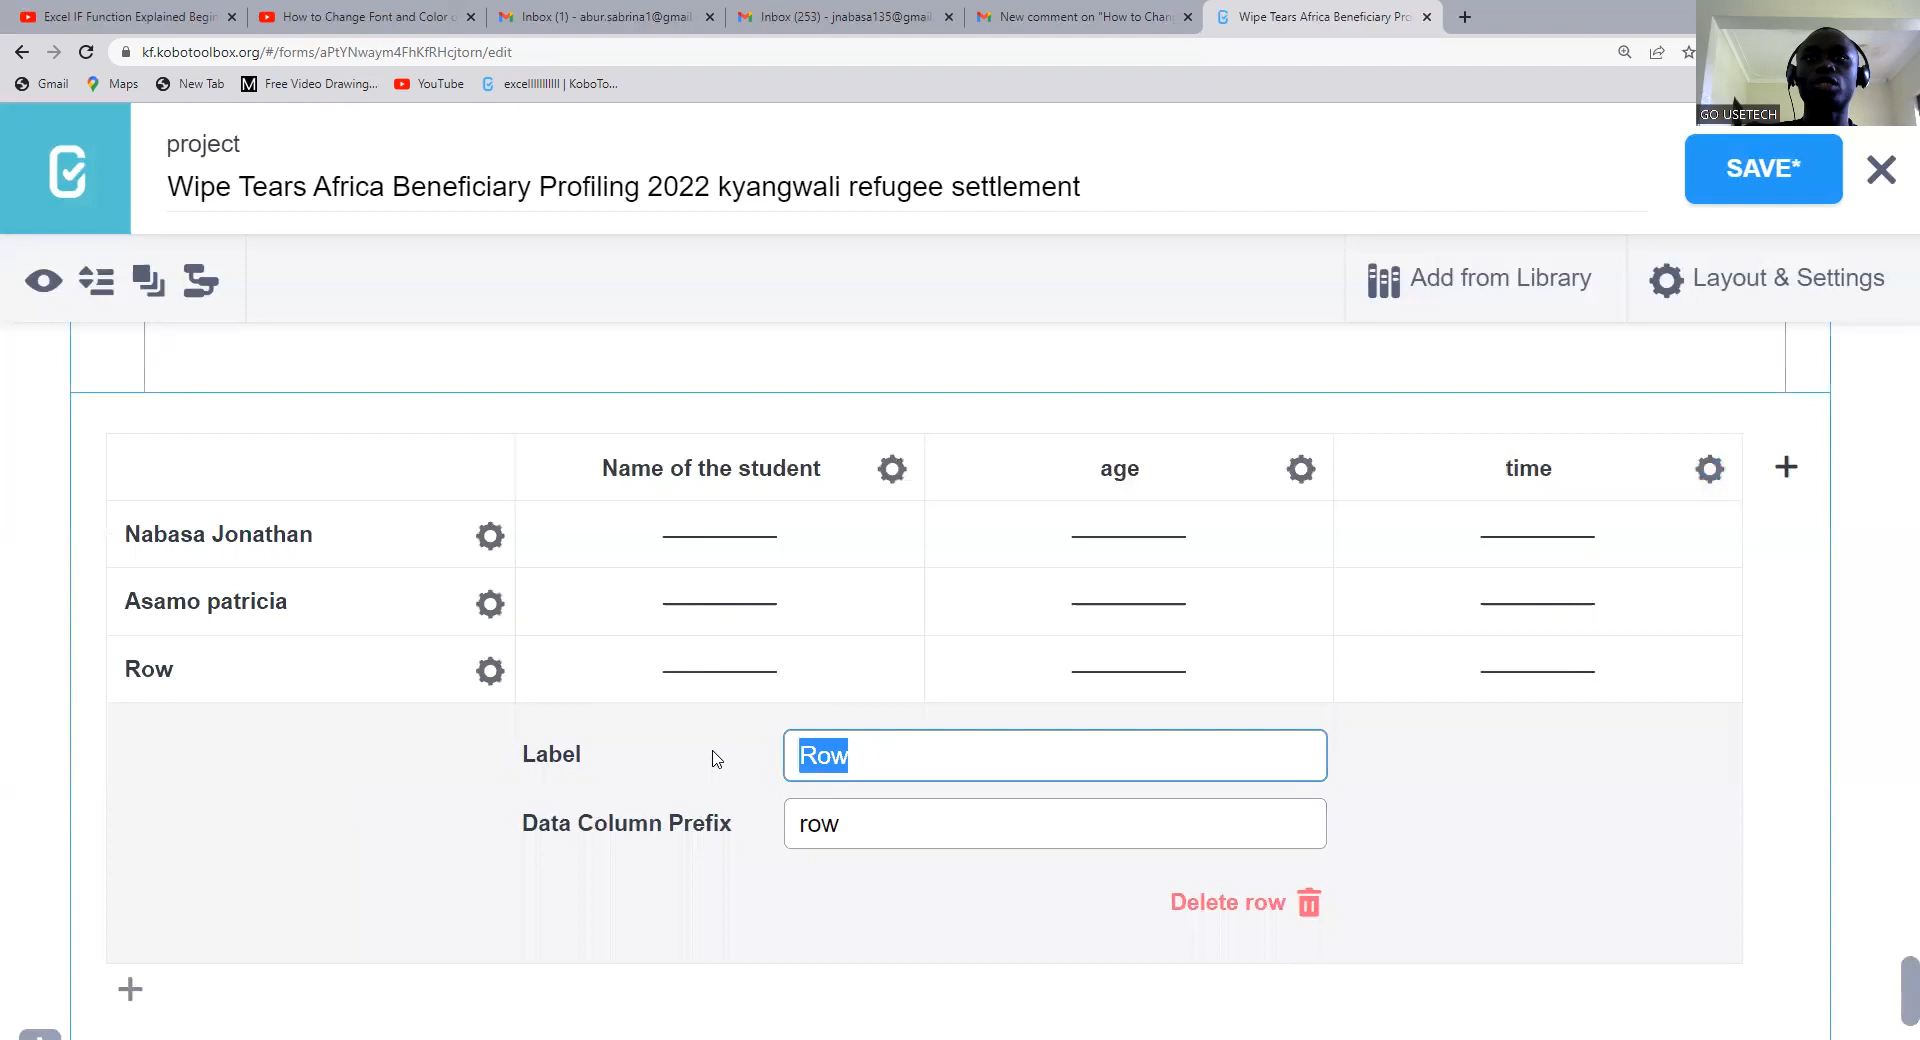 Excel IF Function Explained Begin
How to Change Font and Color o
Inbox (1) - abur.sabrina1@gmail
Inbox (253) - jnabasa135@gmail.
New comment on "How to Chan
Wipe Tears Africa Beneficiary Pro
kf.kobotoolbox.org/#/forms/aPtYNwaym4FhKfRHcjtorn/edit
Gmail
Maps
New Tab
Free Video Drawing...
YouTube
excelllllllllll | KoboTo...
GO USETECH
project
Wipe Tears Africa Beneficiary Profiling 2022 kyangwali refugee settlement
SAVE*
Add from Library
Layout & Settings
Name of the student
age
time
Nabasa Jonathan
Asamo patricia
Row
Label
Row
Data Column Prefix
row
Delete row